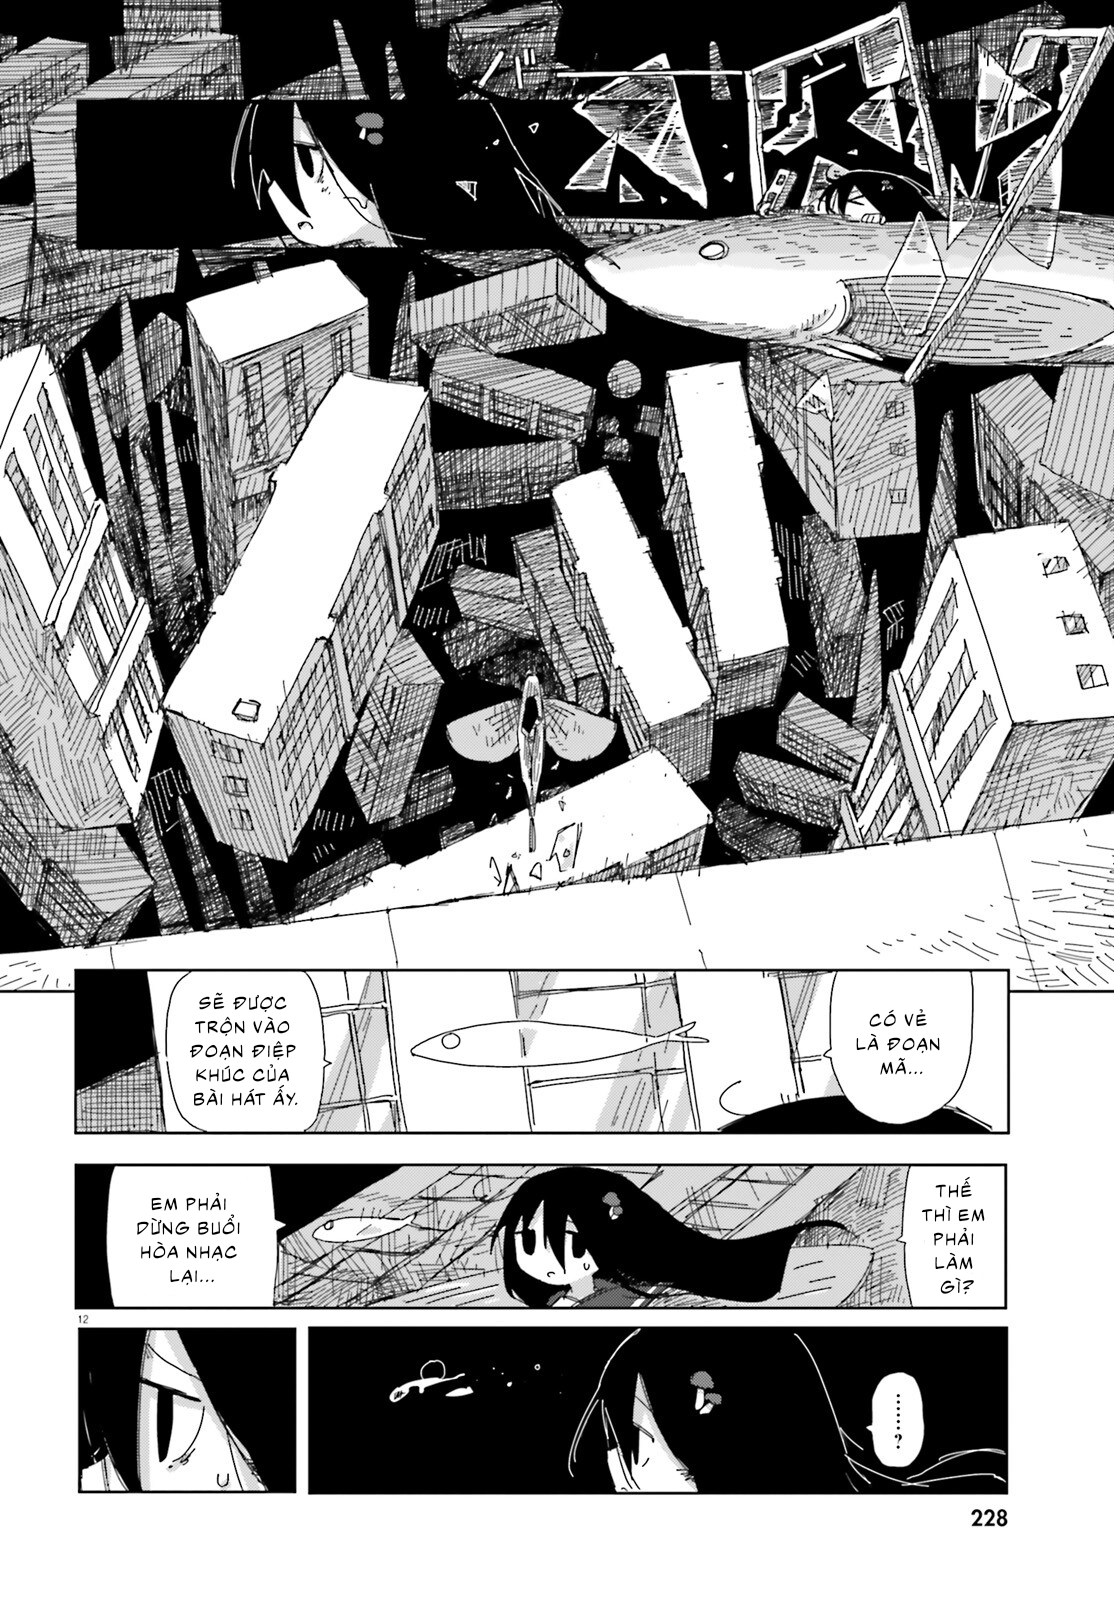 CÓ VẺ
LÀ ĐOẠN
MÃ...
SẼ ĐƯỢC
TRỘN VÀO
ĐOẠN ĐIỆP
KHÚC CỦA
BÀI HÁT ẤY.
THẾ
THÌ EM
PHẢI
LÀM
GÌ?
EM PHẢI
DỪNG BUỔI
HÒA NHẠC
LẠI...
12
......?
228